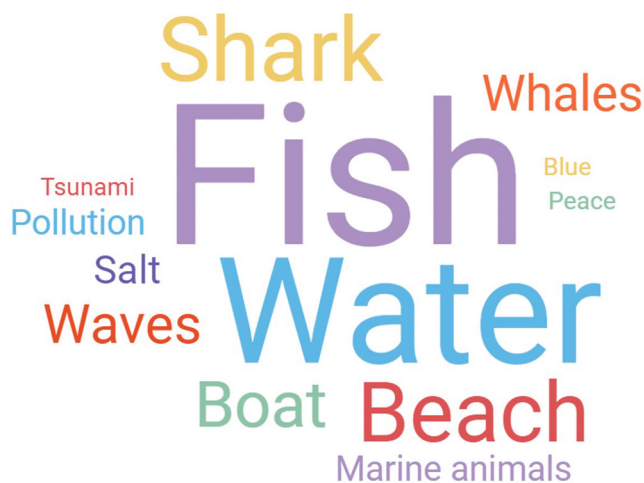 Shark
Whales
Fish
Blue
Tsunami
Peace
Pollution
Salt
Water
Waves
Boat
Beach
Marine animals